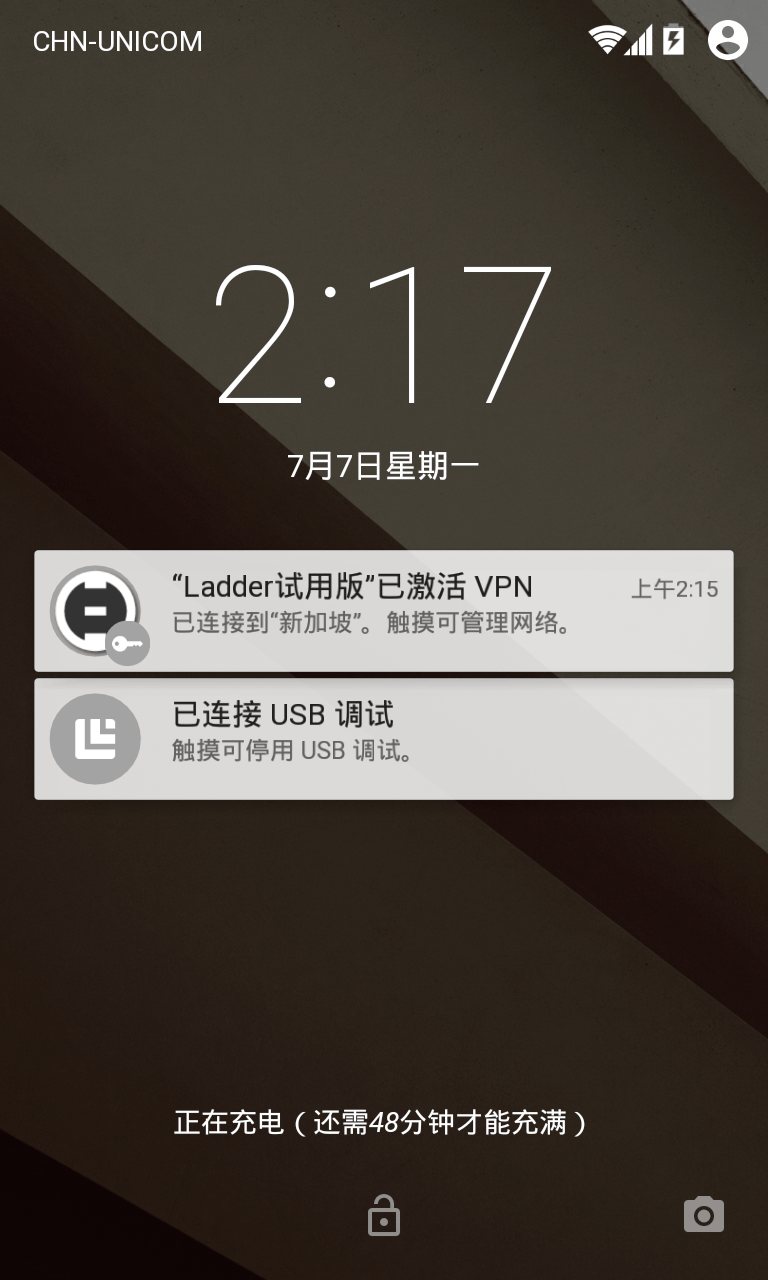 CHN-UNICOM
2:17
7月7日星期一
“Ladder试用版”已激活 VPN
上午2:15
已连接到“新加坡”。触摸可管理网络。
已连接 USB 调试
触摸可停用 USB 调试。
正在充电（还需48分钟才能充满）